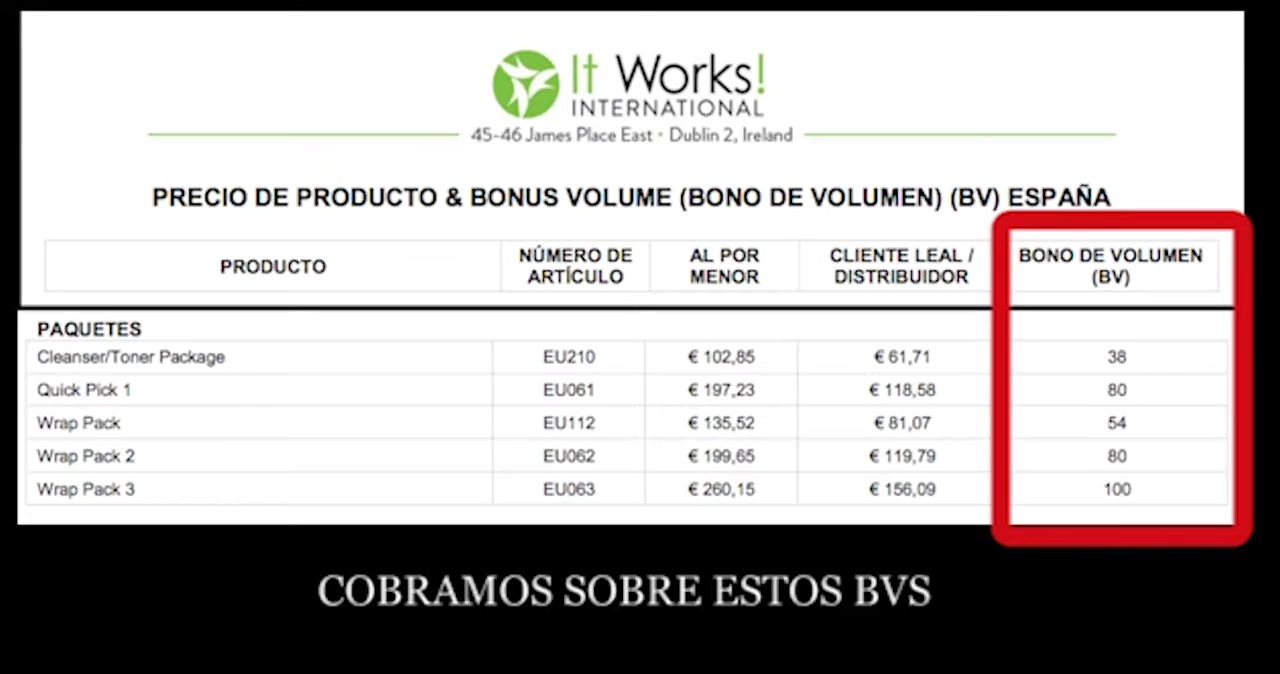 It Works!
INTERNATIONAL
45-46 James Place East • Dublin 2, Ireland
PRECIO DE PRODUCTO & BONUS VOLUME (BONO DE VOLUMEN) (BV) ESPAÑA
PRODUCTO NÚMERO DE ARTÍCULO AL POR MENOR CLIENTE LEAL / DISTRIBUIDOR BONO DE VOLUMEN (BV)
PAQUETES
Cleanser/Toner Package EU210 € 102,85 € 61,71 38
Quick Pick 1 EU061 € 197,23 € 118,58 80
Wrap Pack EU112 € 135,52 € 81,07 54
Wrap Pack 2 EU062 € 199,65 € 119,79 80
Wrap Pack 3 EU063 € 260,15 € 156,09 100
COBRAMOS SOBRE ESTOS BVS